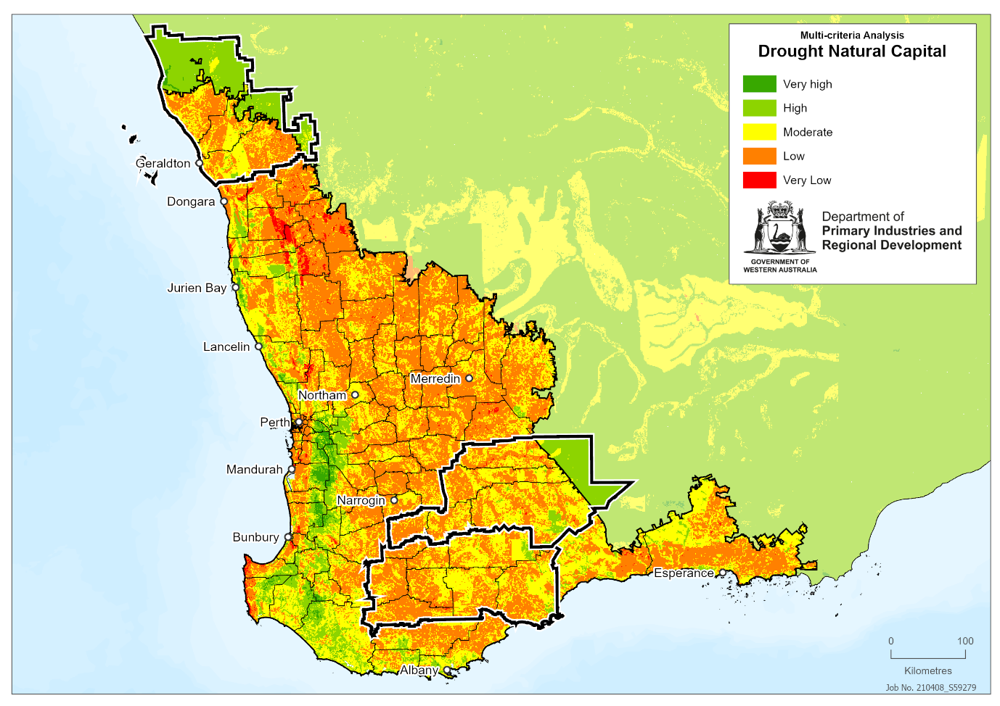 Multi-criteria Analysis
Drought Natural Capital
Very high
High
Moderate
Low
Very Low
Department of
Primary Industries and
Regional Development
GOVERNMENT OF
WESTERN AUSTRALIA
Geraldton
Dongara
Jurien Bay
Lancelin
Merredin
Northam
Perth
Mandurah
Narrogin
Bunbury
Esperance
Albany
0 100
Kilometres
Job No. 210408_S59279